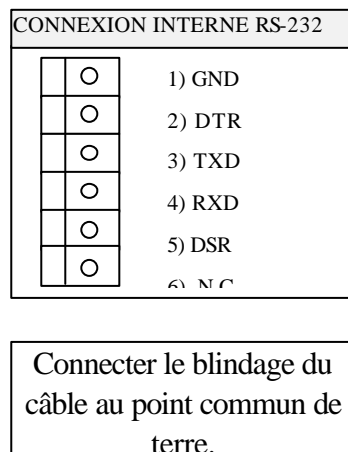 CONNEXION INTERNE RS-232
1) GND
2) DTR
3) TXD
4) RXD
5) DSR
6) N.C
Connecter le blindage du
câble au point commun de
terre.